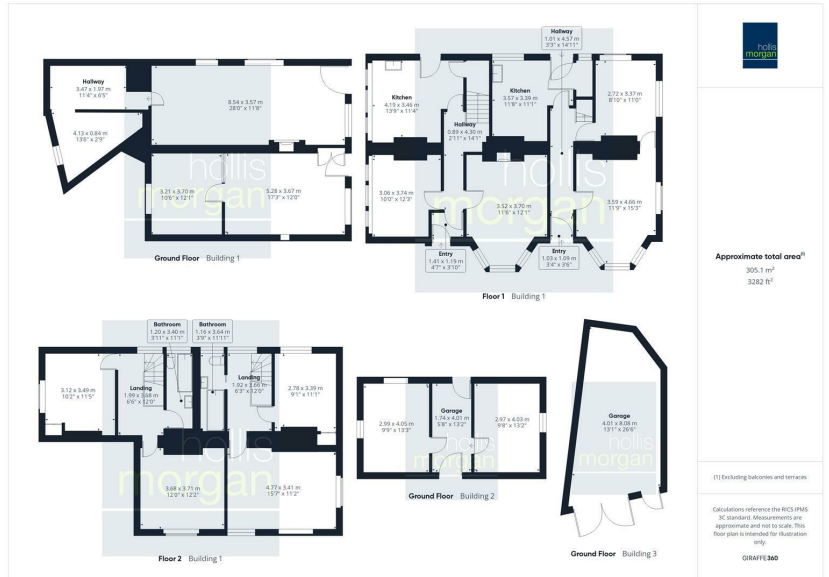 Hallway
3.47 x 1.97 m
11'4" x 6'5"
8.54 x 3.57 m
28'0" x 11'8"
4.13 x 0.84 m
13'6" x 2'9"
3.21 x 3.70 m
10'6" x 12'1"
5.28 x 3.67 m
17'3" x 12'0"
hollis
morgan
Ground Floor Building 1
Hallway
1.01 x 4.57 m
3'3" x 14'11"
Kitchen
4.19 x 3.46 m
13'9" x 11'4"
Kitchen
3.57 x 3.39 m
11'8" x 11'1"
2.72 x 3.37 m
8'10" x 11'0"
Hallway
0.89 x 4.30 m
2'11" x 14'1"
3.06 x 3.74 m
10'0" x 12'3"
3.52 x 3.70 m
11'6" x 12'1"
3.59 x 4.66 m
11'9" x 15'3"
hollis
morgan
Entry
1.41 x 1.19 m
4'7" x 3'10"
Entry
1.03 x 1.09 m
3'4" x 3'6"
Floor 1 Building 1
Bathroom
1.20 x 3.40 m
3'11" x 11'1"
Bathroom
1.16 x 3.64 m
3'9" x 11'11"
3.12 x 3.49 m
10'2" x 11'5"
Landing
1.99 x 3.68 m
6'6" x 12'0"
Landing
1.92 x 3.66 m
6'3" x 12'0"
2.78 x 3.39 m
9'1" x 11'1"
3.68 x 3.71 m
12'0" x 12'2"
4.77 x 3.41 m
15'7" x 11'2"
hollis
morgan
Floor 2 Building 1
2.99 x 4.05 m
9'9" x 13'3"
Garage
1.74 x 4.01 m
5'8" x 13'2"
2.97 x 4.03 m
9'8" x 13'2"
hollis
morgan
Ground Floor Building 2
Garage
4.01 x 8.08 m
13'1" x 26'6"
hollis
morgan
Ground Floor Building 3
hollis
morgan
Approximate total area(1)
305.1 m²
3282 ft²
(1) Excluding balconies and terraces
Calculations reference the RICS IPMS
3C standard. Measurements are
approximate and not to scale. This
floor plan is intended for illustration
only.
GIRAFFE360